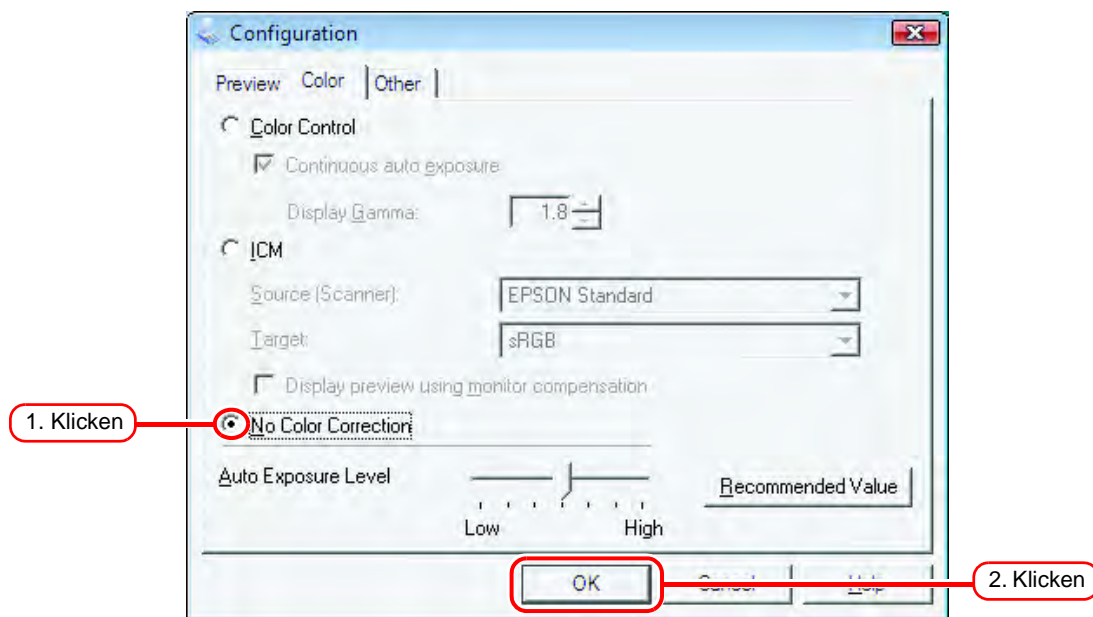 Configuration
Preview Color Other
Color Control
Continuous auto exposure
Display Gamma: 1.8
ICM
Source (Scanner): EPSON Standard
Target: sRGB
Display preview using monitor compensation
1. Klicken
No Color Correction
Auto Exposure Level
Recommended Value
Low High
OK Cancel Help
2. Klicken